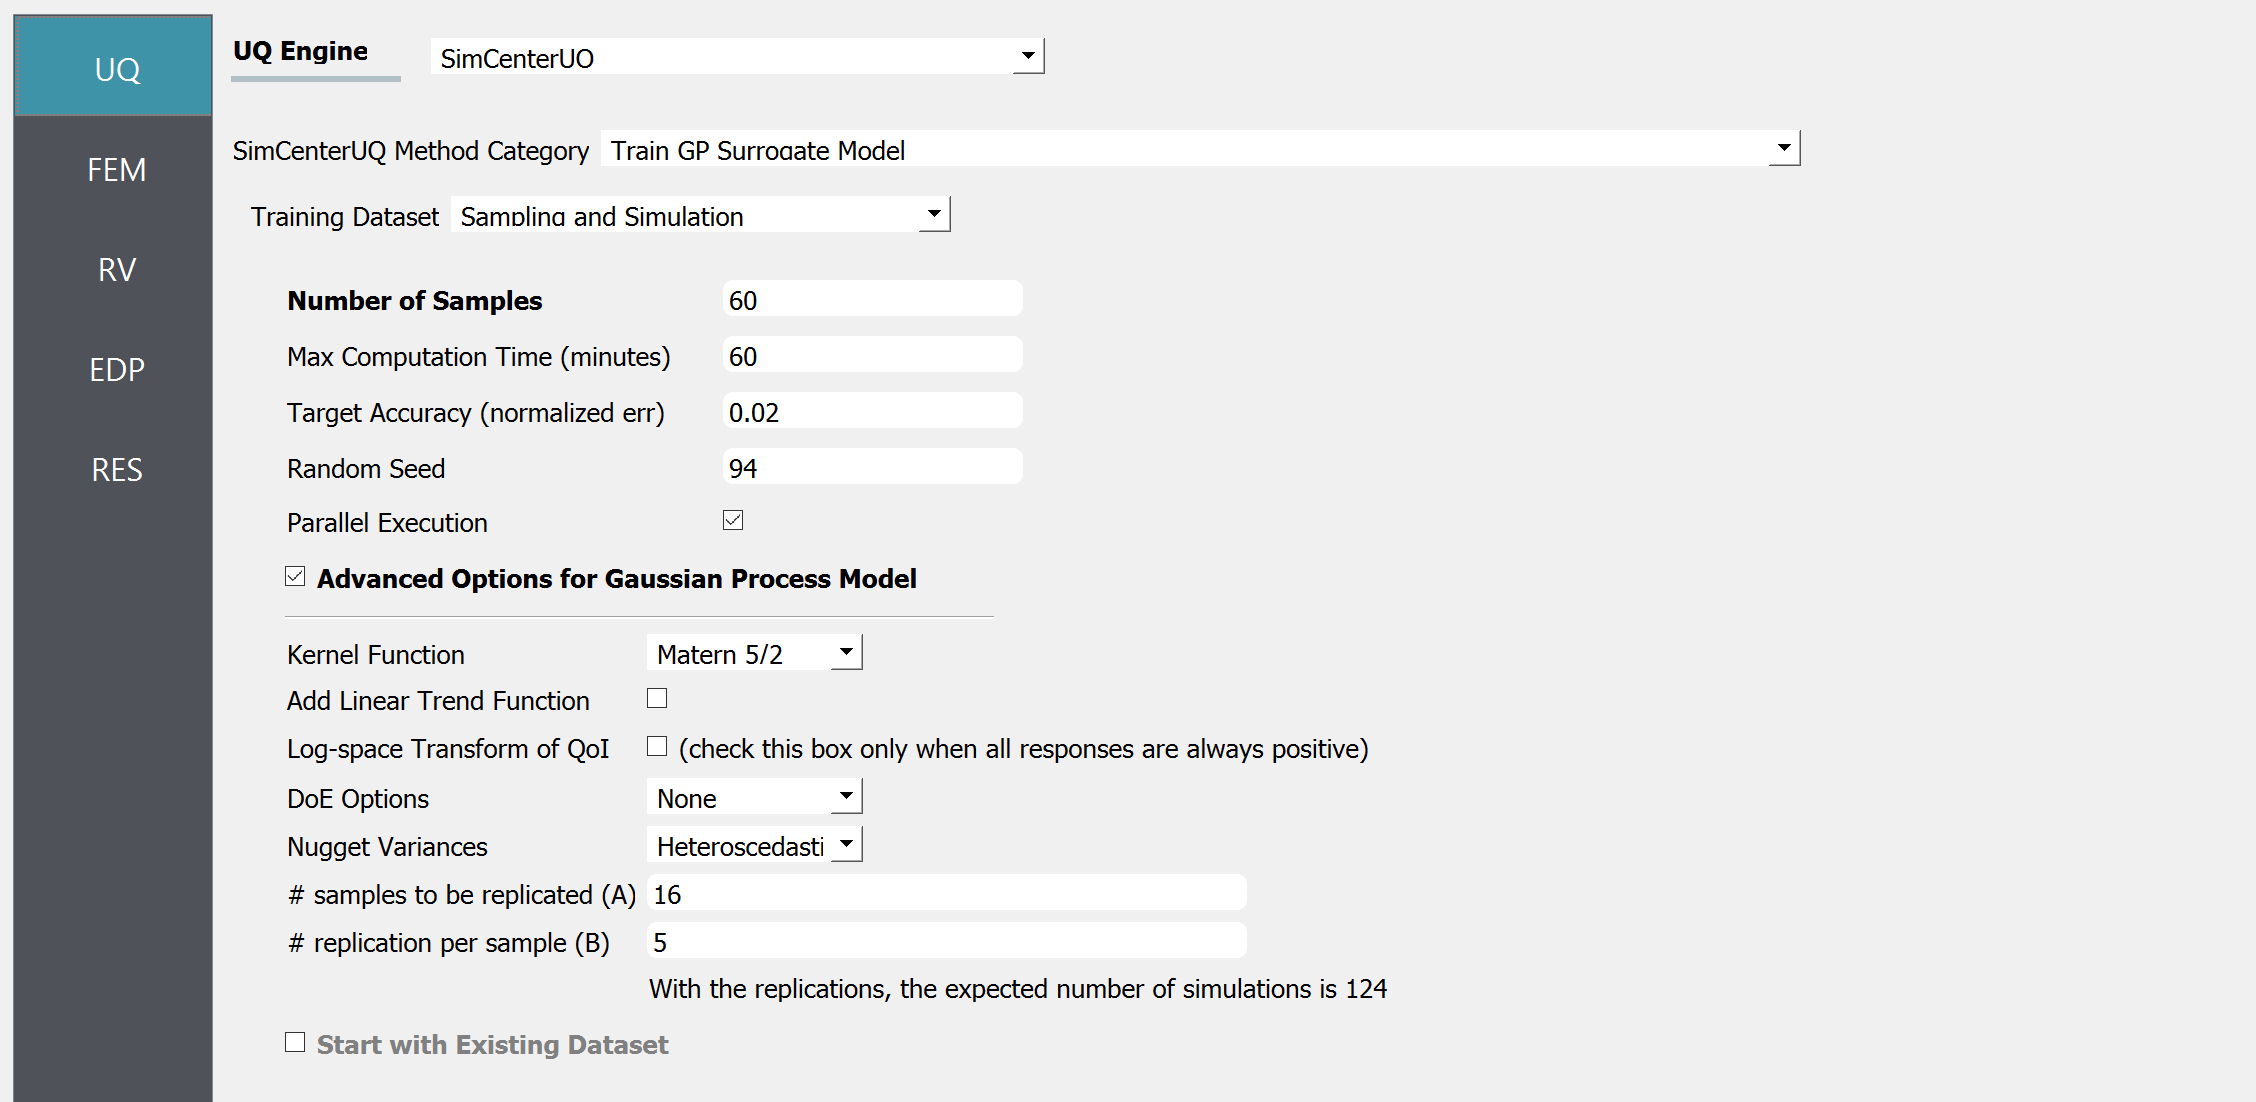 UQ
FEM
RV
EDP
RES
UQ Engine SimCenterUQ
SimCenterUQ Method Category Train GP Surrogate Model
Training Dataset Sampling and Simulation
Number of Samples 60
Max Computation Time (minutes) 60
Target Accuracy (normalized err) 0.02
Random Seed 94
Parallel Execution
Advanced Options for Gaussian Process Model
Kernel Function Matern 5/2
Add Linear Trend Function
Log-space Transform of QoI (check this box only when all responses are always positive)
DoE Options None
Nugget Variances Heteroscedasti
# samples to be replicated (A) 16
# replication per sample (B) 5
With the replications, the expected number of simulations is 124
Start with Existing Dataset